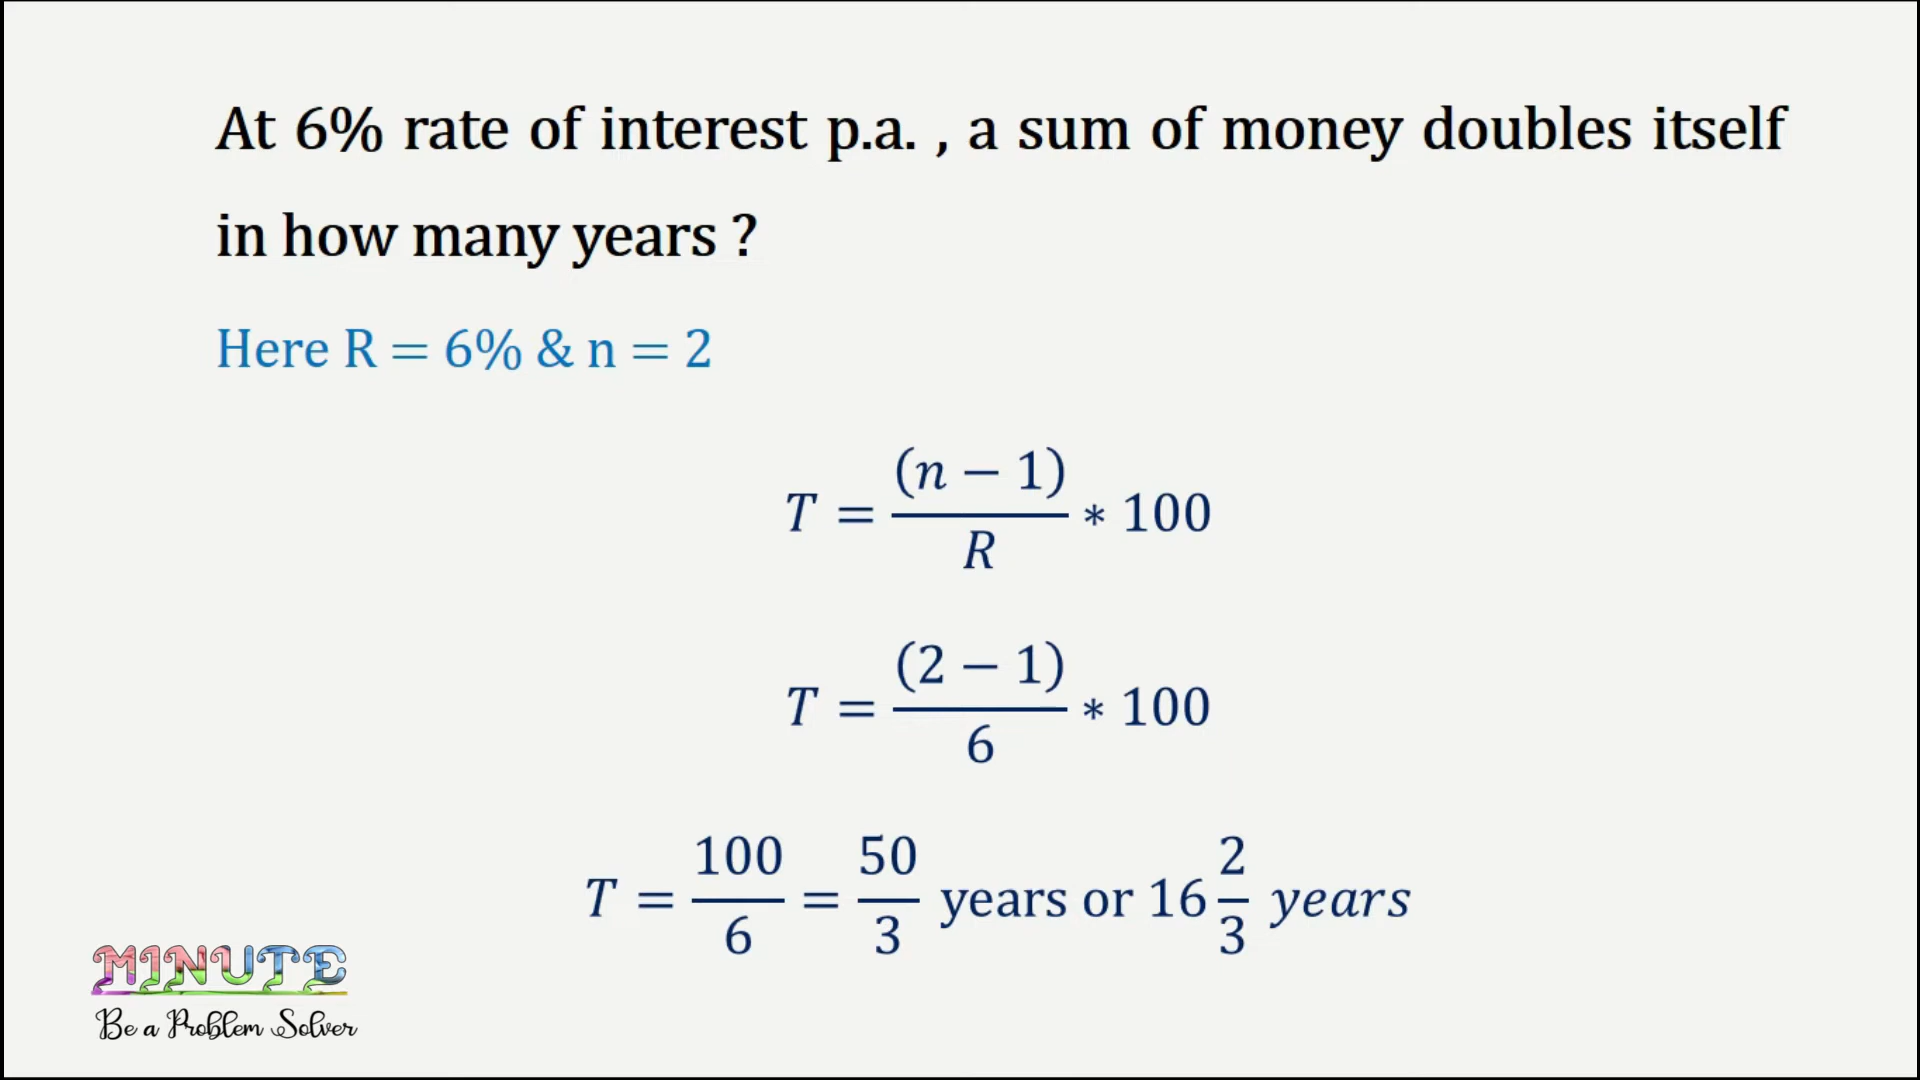 At 6% rate of interest p.a. , a sum of money doubles itself
in how many years ?
Here R = 6% & n = 2
T = (n − 1)/R ∗ 100
T = (2 − 1)/6 ∗ 100
T = 100/6 = 50/3 years or 16 2/3 years
MINUTE
Be a Problem Solver